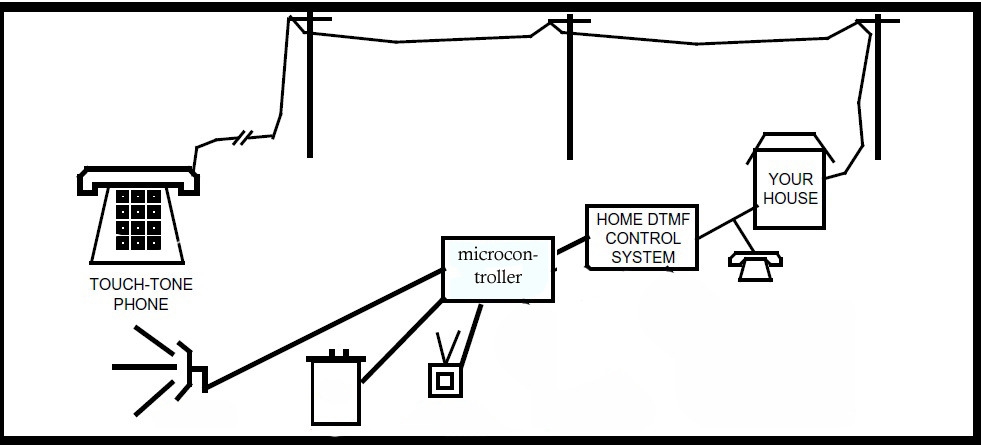 YOUR
HOUSE
HOME DTMF
CONTROL
SYSTEM
microcon-
troller
TOUCH-TONE
PHONE